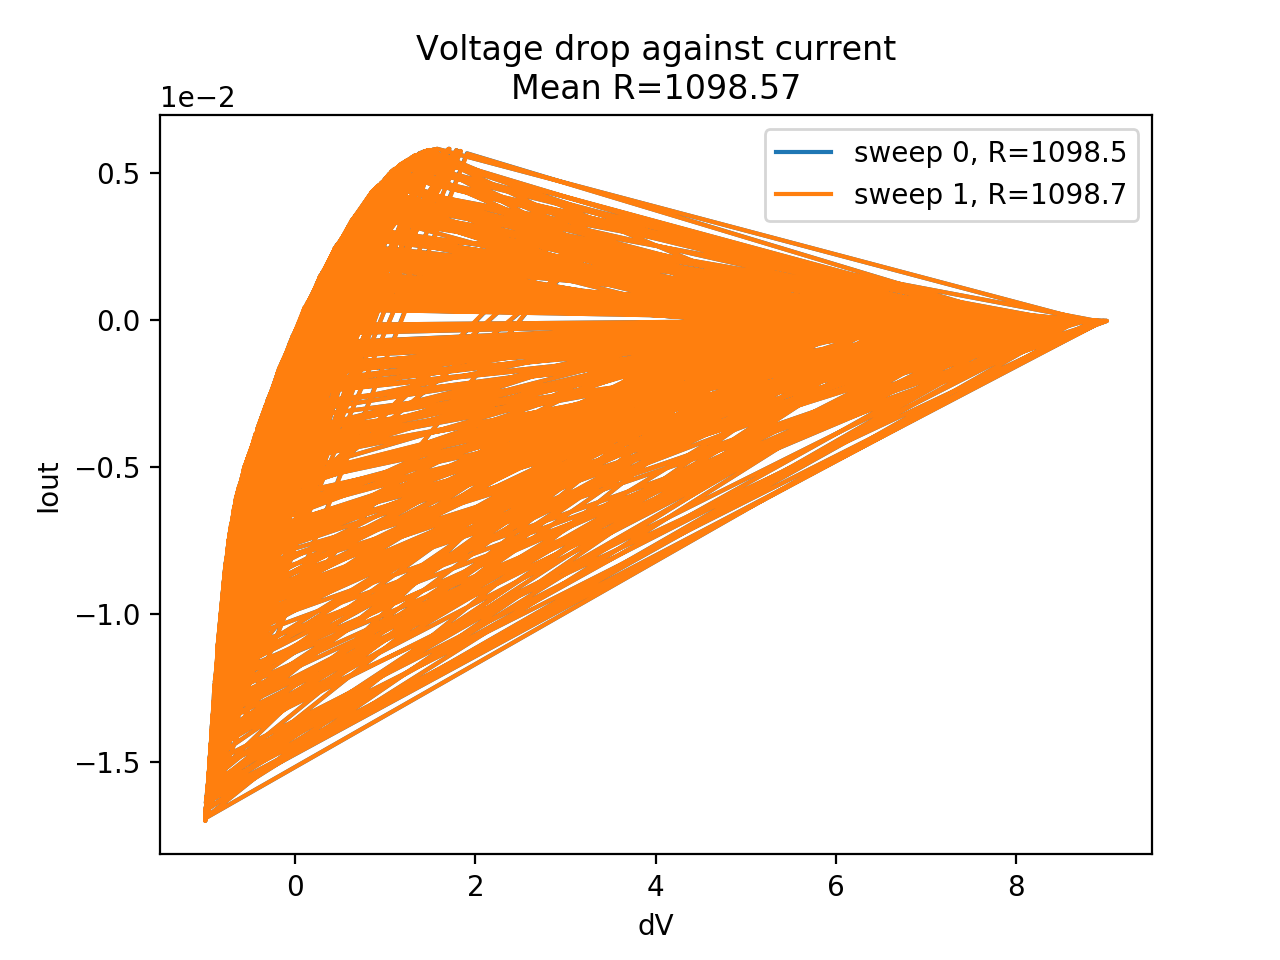 Voltage drop against current
Mean R=1098.57
1e−2
sweep 0, R=1098.5
sweep 1, R=1098.7
0.5
0.0
−0.5
−1.0
−1.5
Iout
0 2 4 6 8
dV